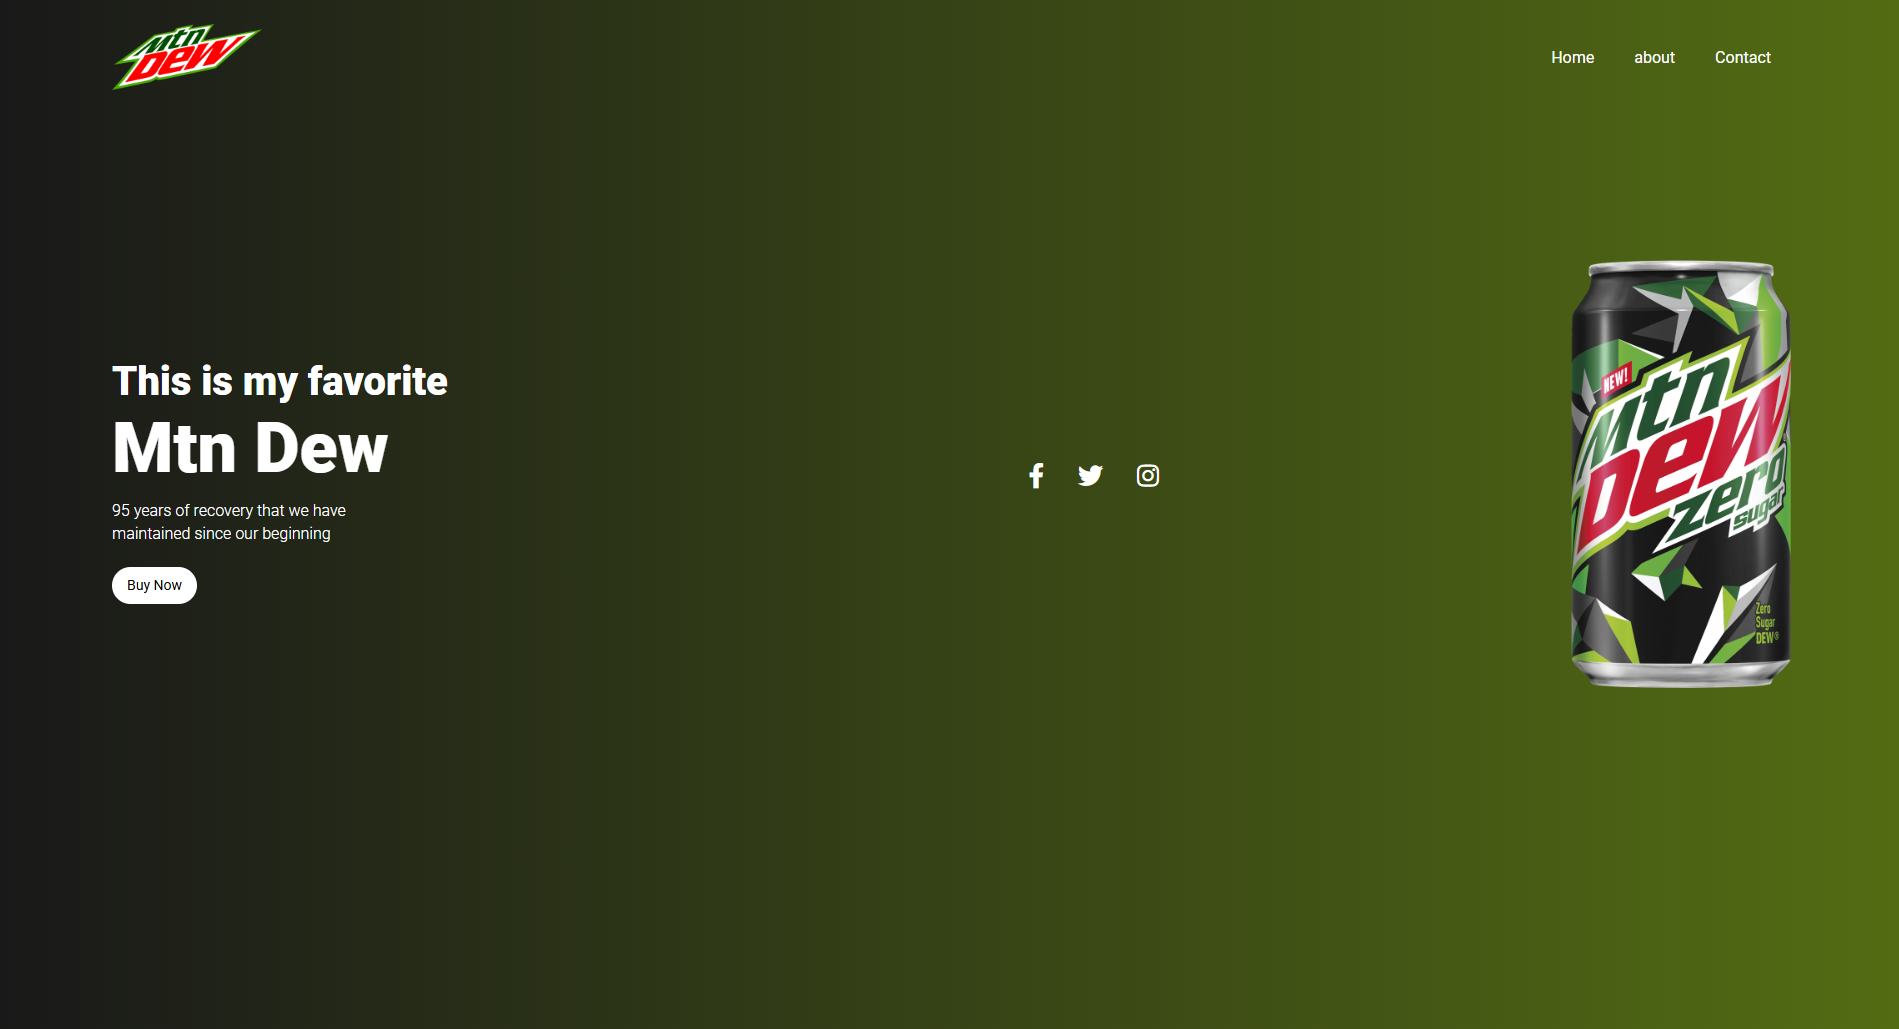 Mtn
DEW
Home
about
Contact
This is my favorite
Mtn Dew
95 years of recovery that we have
maintained since our beginning
Buy Now
NEW!
Mtn
DEW
zero
sugar
Zero
Sugar
DEW®